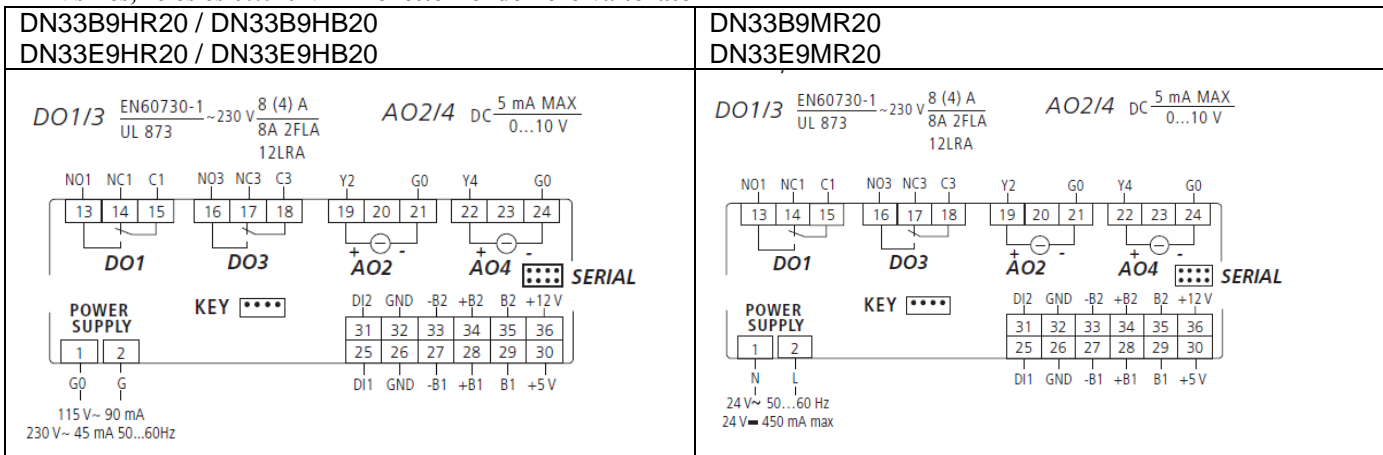 DN33B9HR20 / DN33B9HB20
DN33E9HR20 / DN33E9HB20
DO1/3 EN60730-1 ~230 V 8 (4) A
UL 873 8A 2FLA
12LRA
AO2/4 DC 5 mA MAX
0...10 V
NO1 NC1 C1 NO3 NC3 C3 Y2 G0 Y4 G0
13 14 15 16 17 18 19 20 21 22 23 24
+ - + -
DO1 DO3 AO2 AO4 SERIAL
POWER
SUPPLY
KEY
DI2 GND -B2 +B2 B2 +12 V
31 32 33 34 35 36
1 2 25 26 27 28 29 30
G0 G DI1 GND -B1 +B1 B1 +5 V
115 V~ 90 mA
230 V~ 45 mA 50...60Hz
DN33B9MR20
DN33E9MR20
DO1/3 EN60730-1 ~230 V 8 (4) A
UL 873 8A 2FLA
12LRA
AO2/4 DC 5 mA MAX
0...10 V
NO1 NC1 C1 NO3 NC3 C3 Y2 G0 Y4 G0
13 14 15 16 17 18 19 20 21 22 23 24
+ - + -
DO1 DO3 AO2 AO4 SERIAL
POWER
SUPPLY
KEY
DI2 GND -B2 +B2 B2 +12 V
31 32 33 34 35 36
1 2 25 26 27 28 29 30
N L DI1 GND -B1 +B1 B1 +5 V
24 V~ 50...60 Hz
24 V⎓ 450 mA max